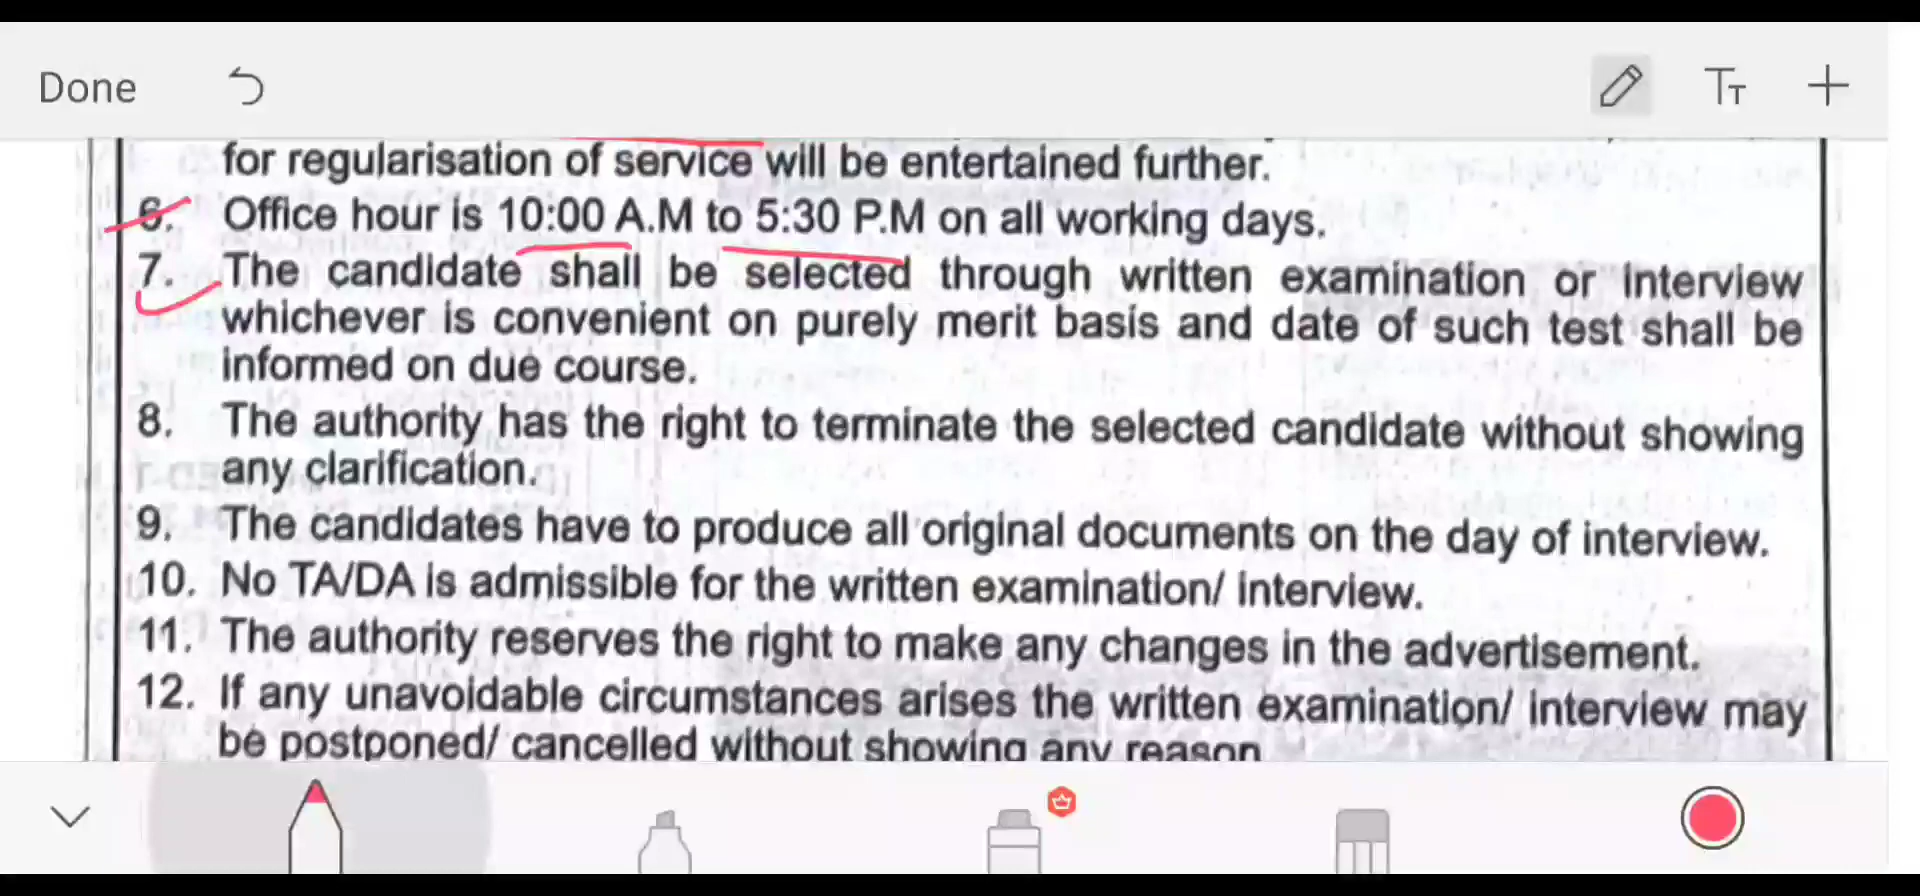 Done
TT
for regularisation of service will be entertained further.
6. Office hour is 10:00 A.M to 5:30 P.M on all working days.
7. The candidate shall be selected through written examination or interview
whichever is convenient on purely merit basis and date of such test shall be
informed on due course.
8. The authority has the right to terminate the selected candidate without showing
any clarification.
9. The candidates have to produce all original documents on the day of interview.
10. No TA/DA is admissible for the written examination/ interview.
11. The authority reserves the right to make any changes in the advertisement.
12. If any unavoidable circumstances arises the written examination/ interview may
be postponed/ cancelled without showing any reason